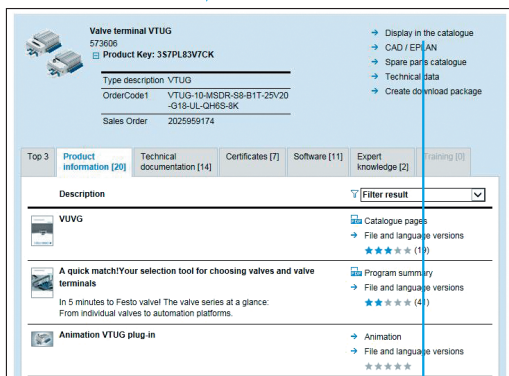 Valve terminal VTUG
573606
Product Key: 3S7PL83V7CK
Type description VTUG
OrderCode1 VTUG-10-MSDR-S8-B1T-25V20
-G18-UL-QH6S-8K
Sales Order 2025959174
Display in the catalogue
CAD / EPLAN
Spare parts catalogue
Technical data
Create download package
Top 3
Product
information [20]
Technical
documentation [14]
Certificates [7]
Software [11]
Expert
knowledge [2]
Training [0]
Description
Filter result
VUVG
Catalogue pages
File and language versions
(19)
A quick match!Your selection tool for choosing valves and valve
terminals
In 5 minutes to Festo valve! The valve series at a glance:
From individual valves to automation platforms.
Program summary
File and language versions
(41)
Animation VTUG plug-in
Animation
File and language versions